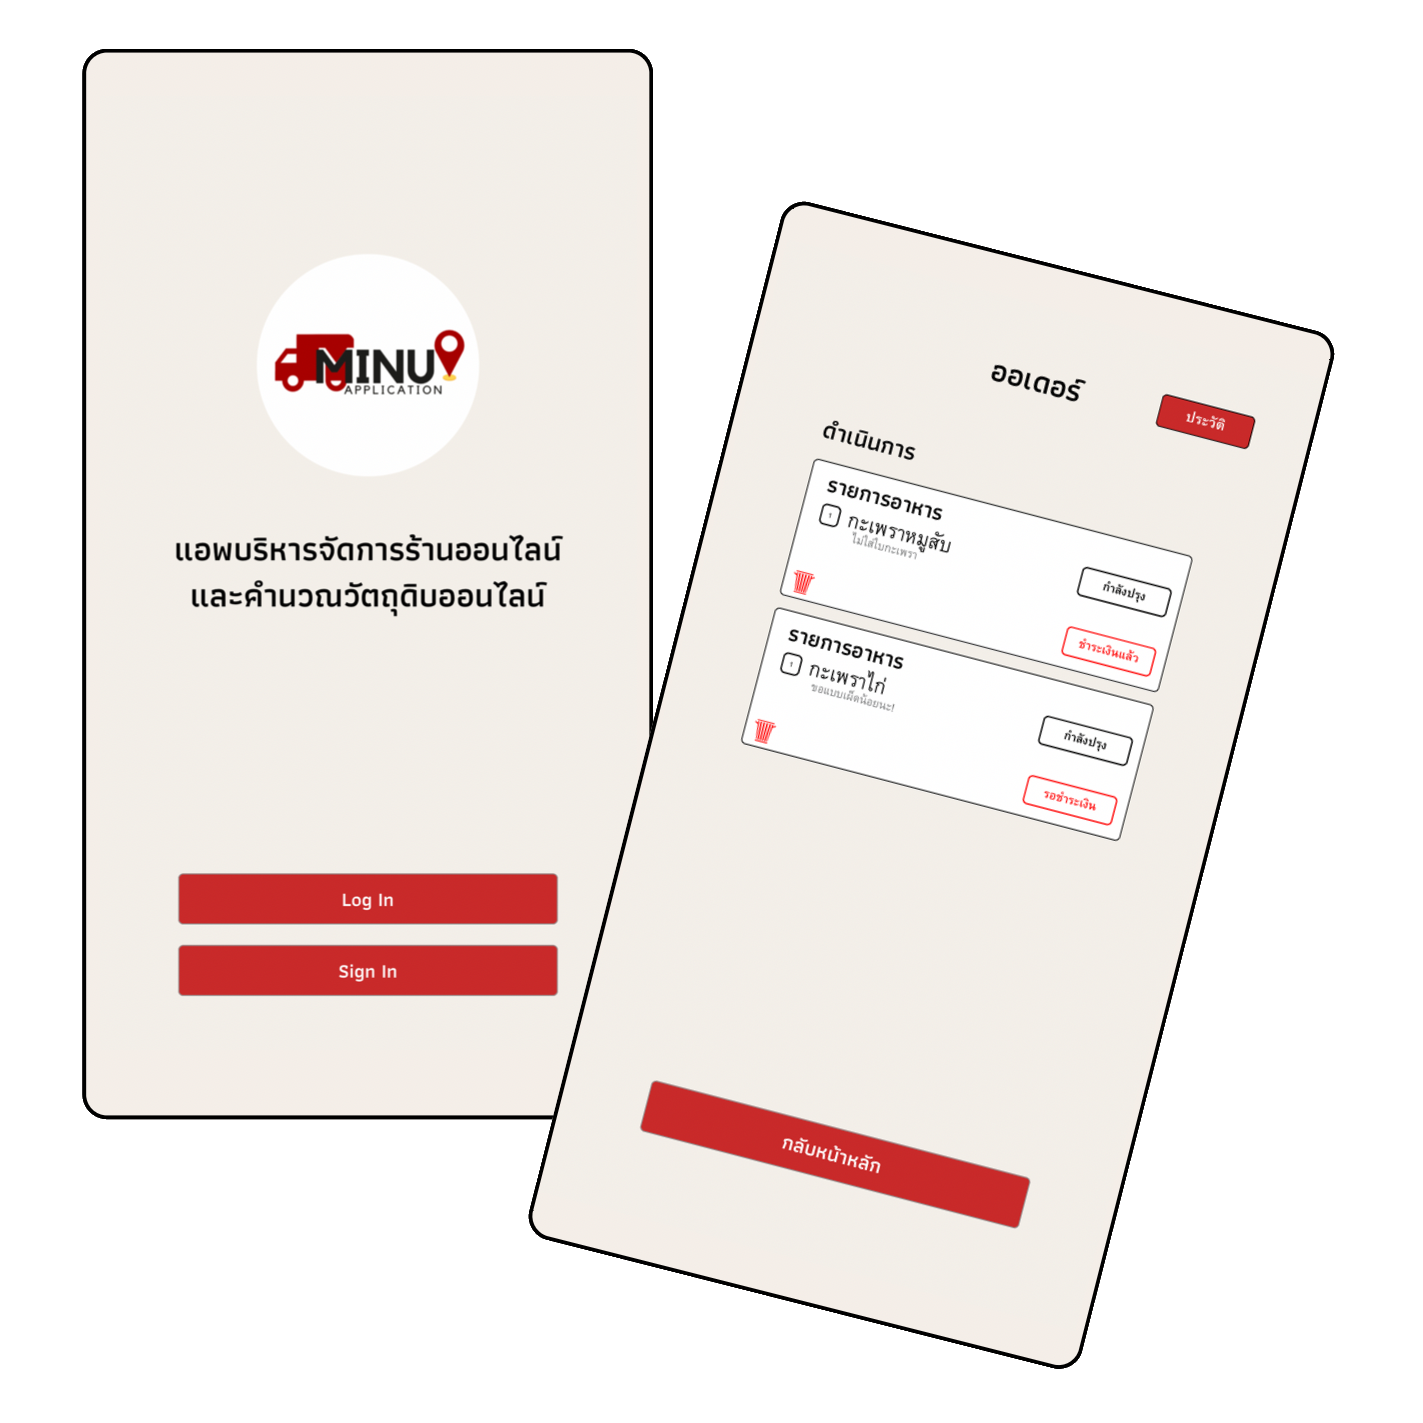 MINU
APPLICATION
แอพบริหารจัดการร้านออนไลน์
และคำนวณวัตถุดิบออนไลน์
Log In
Sign In
ออเดอร์
ประวัติ
ดำเนินการ
รายการอาหาร
1 กะเพราหมูสับ
ไม่ใส่ใบกะเพรา
กำลังปรุง
ชำระเงินแล้ว
รายการอาหาร
1 กะเพราไก่
ขอแบบเผ็ดน้อยนะ!
กำลังปรุง
รอชำระเงิน
กลับหน้าหลัก